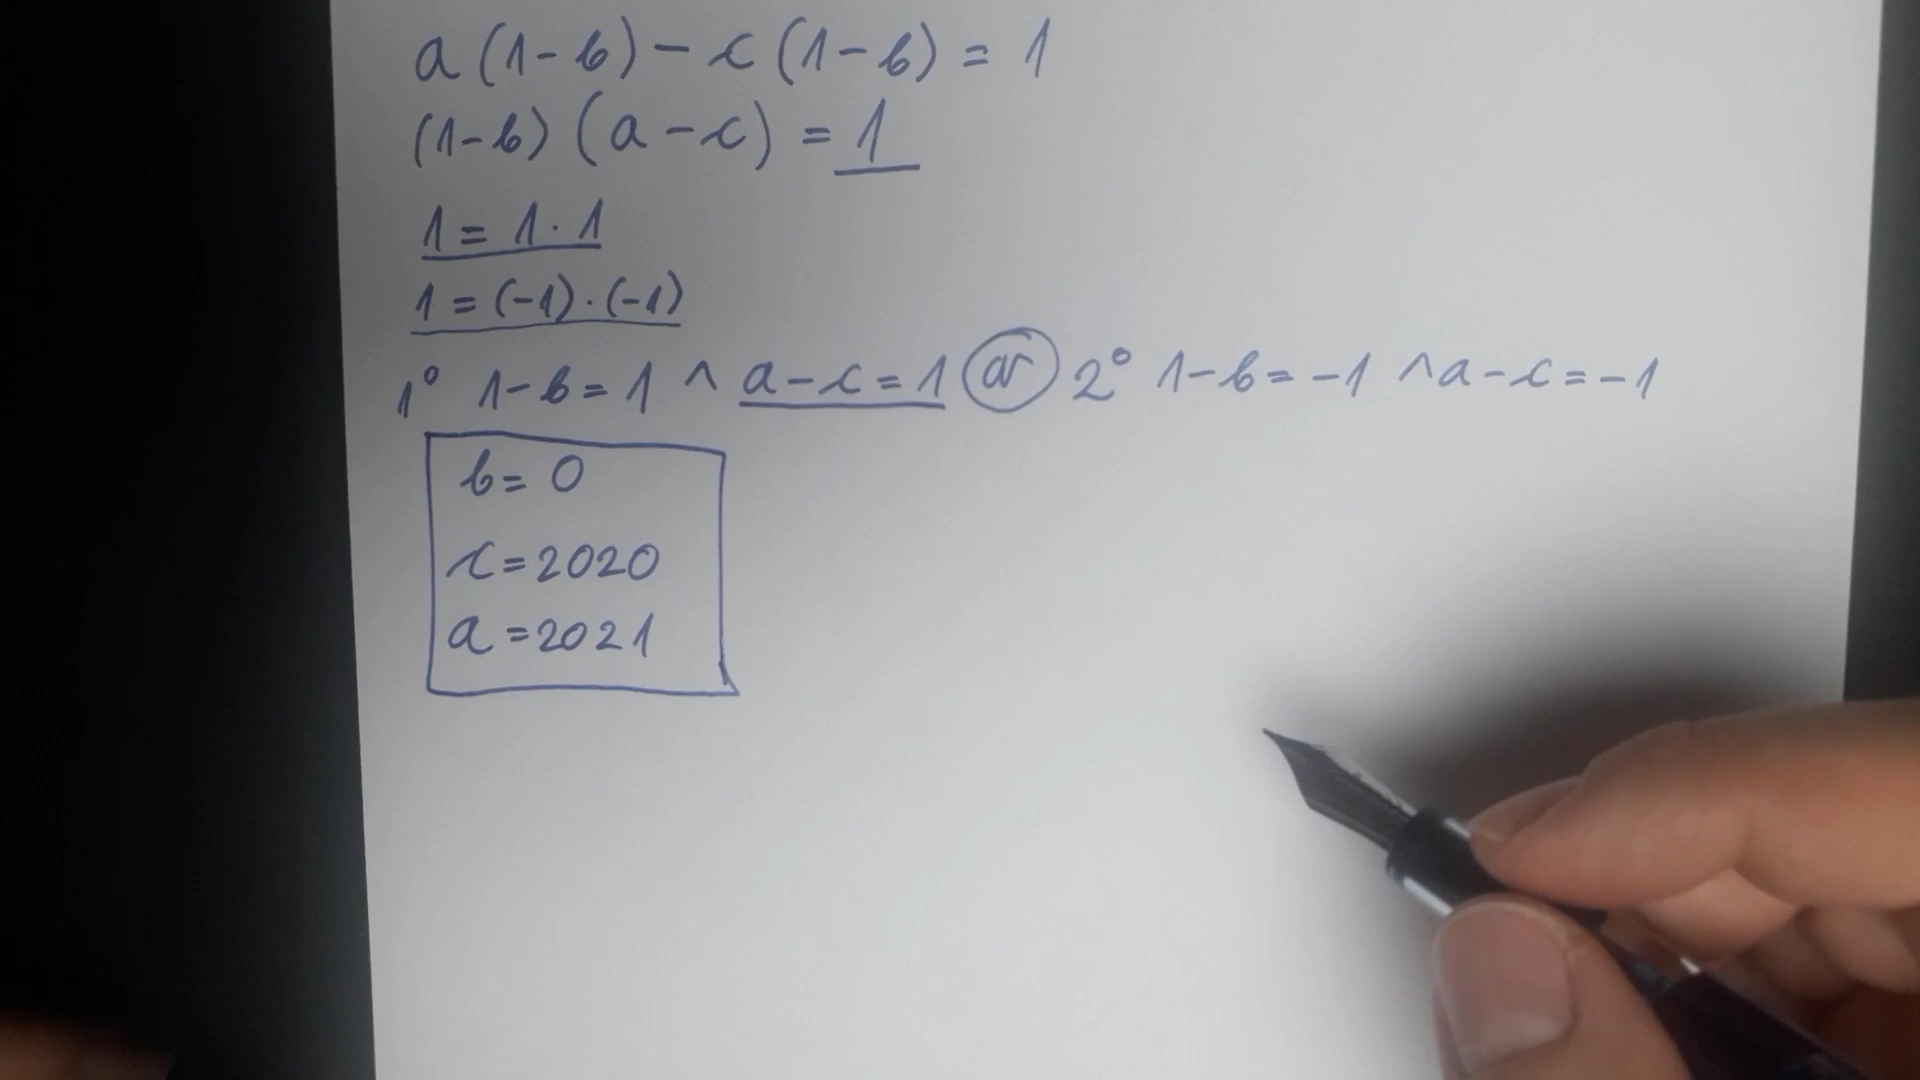 a(1-b)-c(1-b)=1
(1-b)(a-c)=1
1=1·1
1=(-1)·(-1)
1° 1-b=1 ∧ a-c=1 or 2° 1-b=-1 ∧ a-c=-1
b=0
c=2020
a=2021